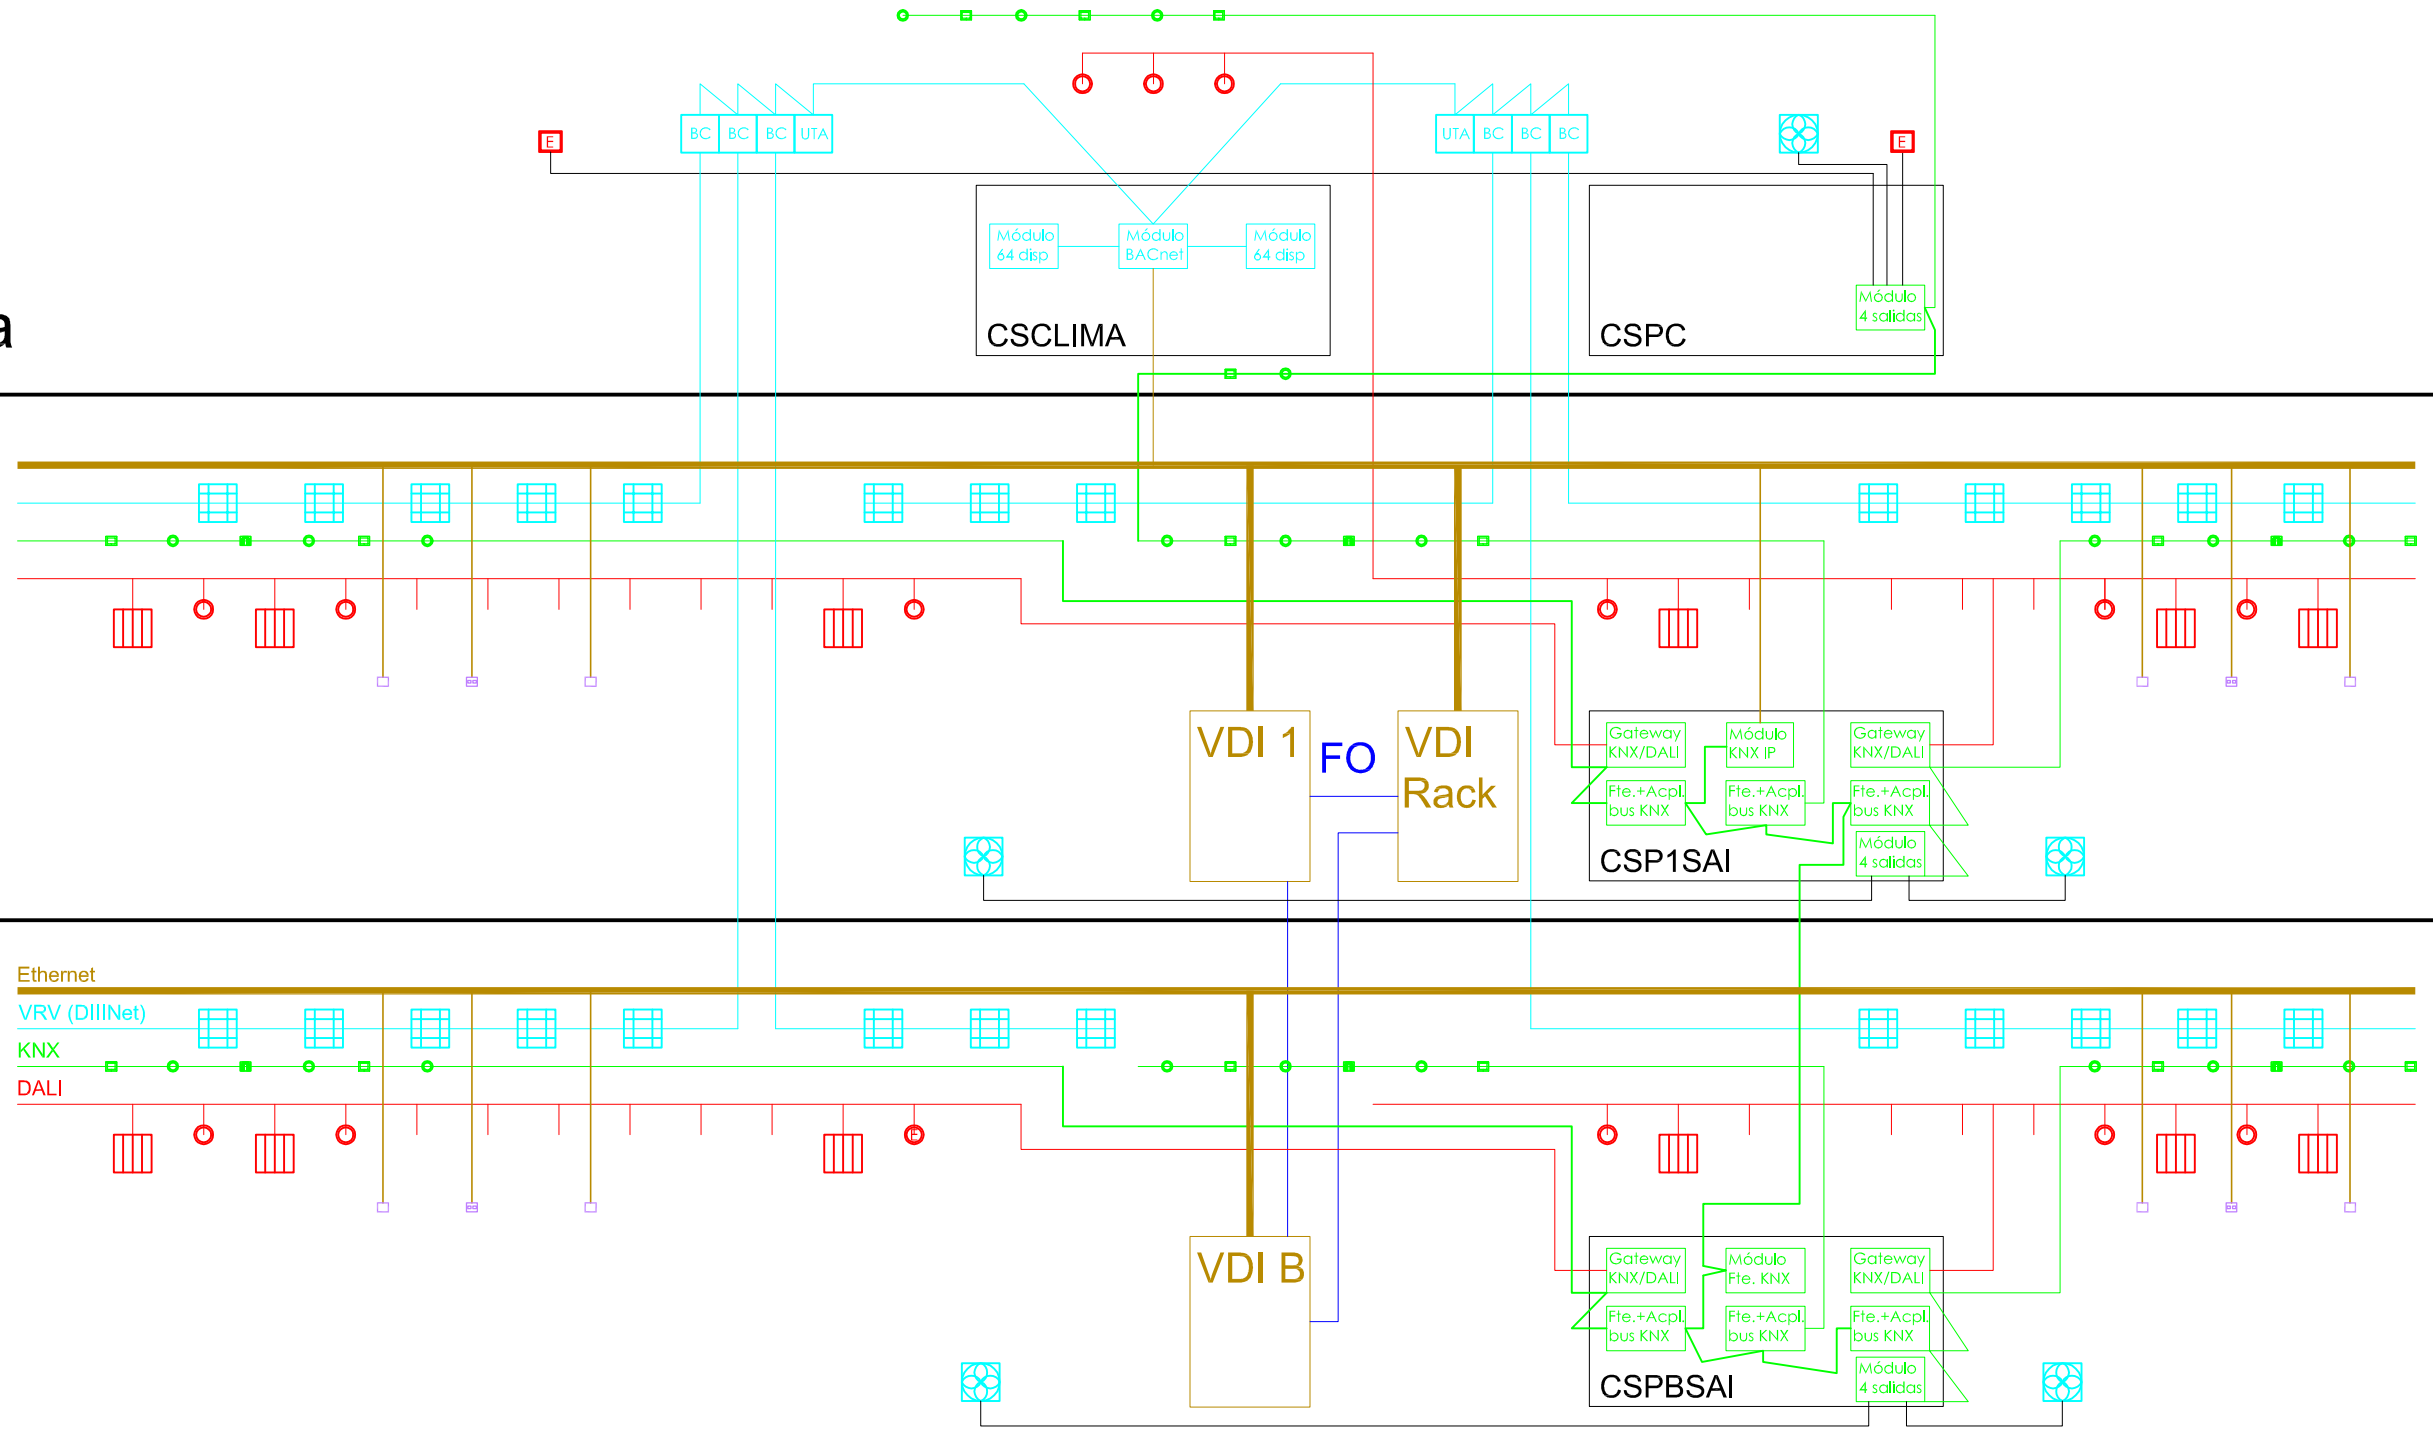 E
BC BC BC UTA
UTA BC BC BC
E
Módulo
64 disp
Módulo
BACnet
Módulo
64 disp
CSCLIMA
Módulo
4 salidas
CSPC
a
VDI 1
FO
VDI
Rack
Gateway
KNX/DALI
Módulo
KNX IP
Gateway
KNX/DALI
Fte.+Acpl.
bus KNX
Fte.+Acpl.
bus KNX
Fte.+Acpl.
bus KNX
CSP1SAI
Módulo
4 salidas
Ethernet
VRV (DIIINet)
KNX
DALI
E
VDI B
Gateway
KNX/DALI
Módulo
Fte. KNX
Gateway
KNX/DALI
Fte.+Acpl.
bus KNX
Fte.+Acpl.
bus KNX
Fte.+Acpl.
bus KNX
CSPBSAI
Módulo
4 salidas